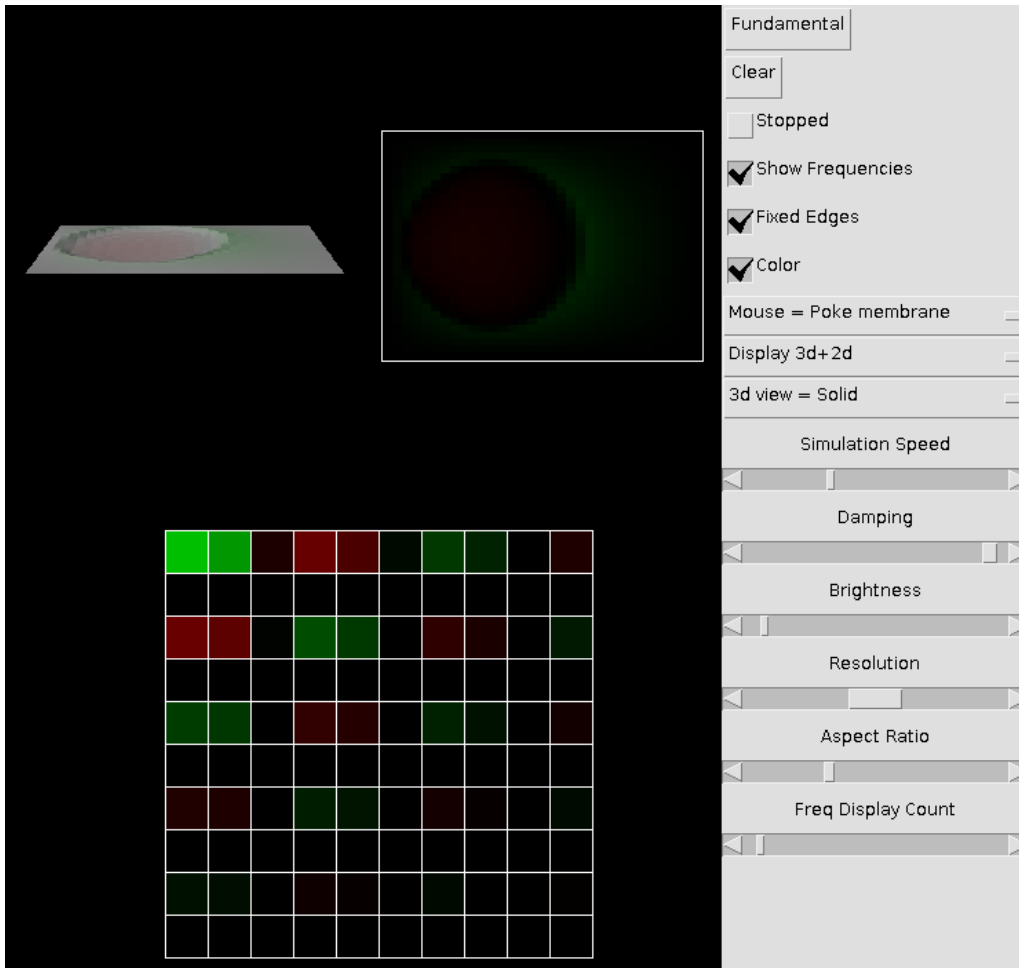 Fundamental
Clear
Stopped
Show Frequencies
Fixed Edges
Color
Mouse = Poke membrane
Display 3d+2d
3d view = Solid
Simulation Speed
Damping
Brightness
Resolution
Aspect Ratio
Freq Display Count